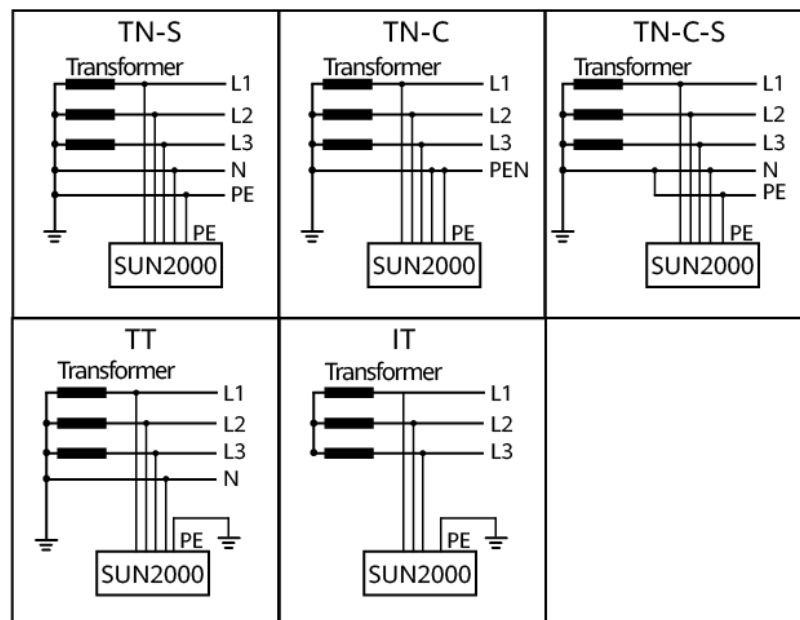 TN-S
Transformer
L1
L2
L3
N
PE
PE
SUN2000
TN-C
Transformer
L1
L2
L3
PEN
PE
SUN2000
TN-C-S
Transformer
L1
L2
L3
N
PE
PE
SUN2000
TT
Transformer
L1
L2
L3
N
PE
SUN2000
IT
Transformer
L1
L2
L3
PE
SUN2000